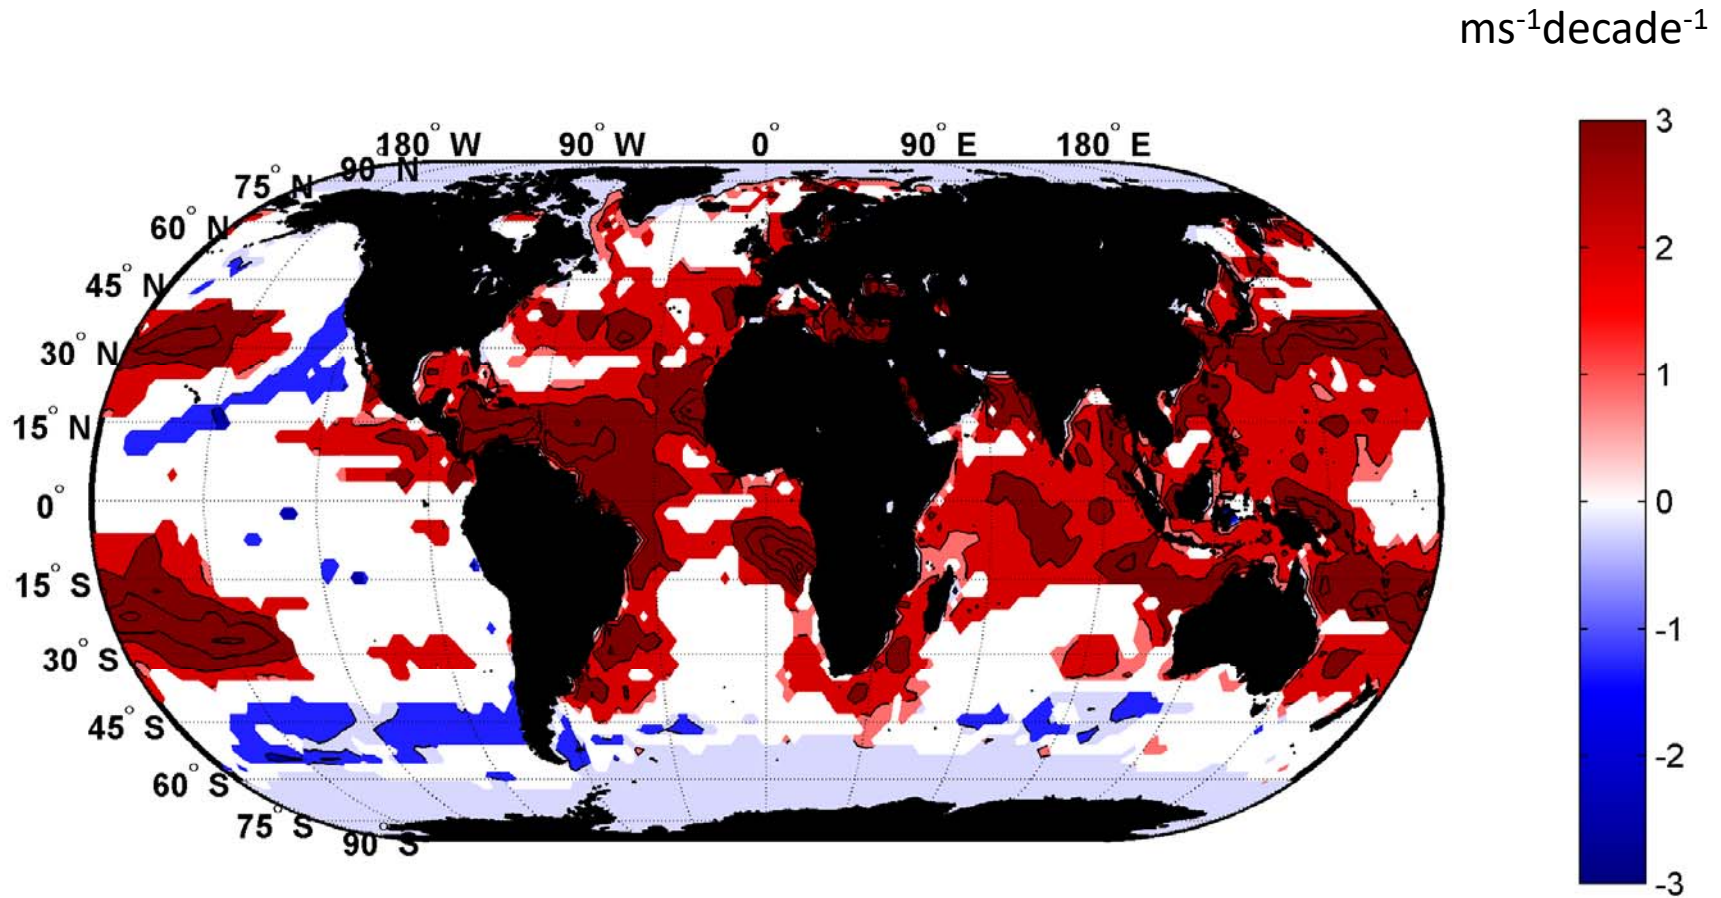 ms⁻¹decade⁻¹
180° W 90° W 0° 90° E 180° E
90° N
75° N
60° N
45° N
30° N
15° N
0°
15° S
30° S
45° S
60° S
75° S
90° S
3
2
1
0
-1
-2
-3